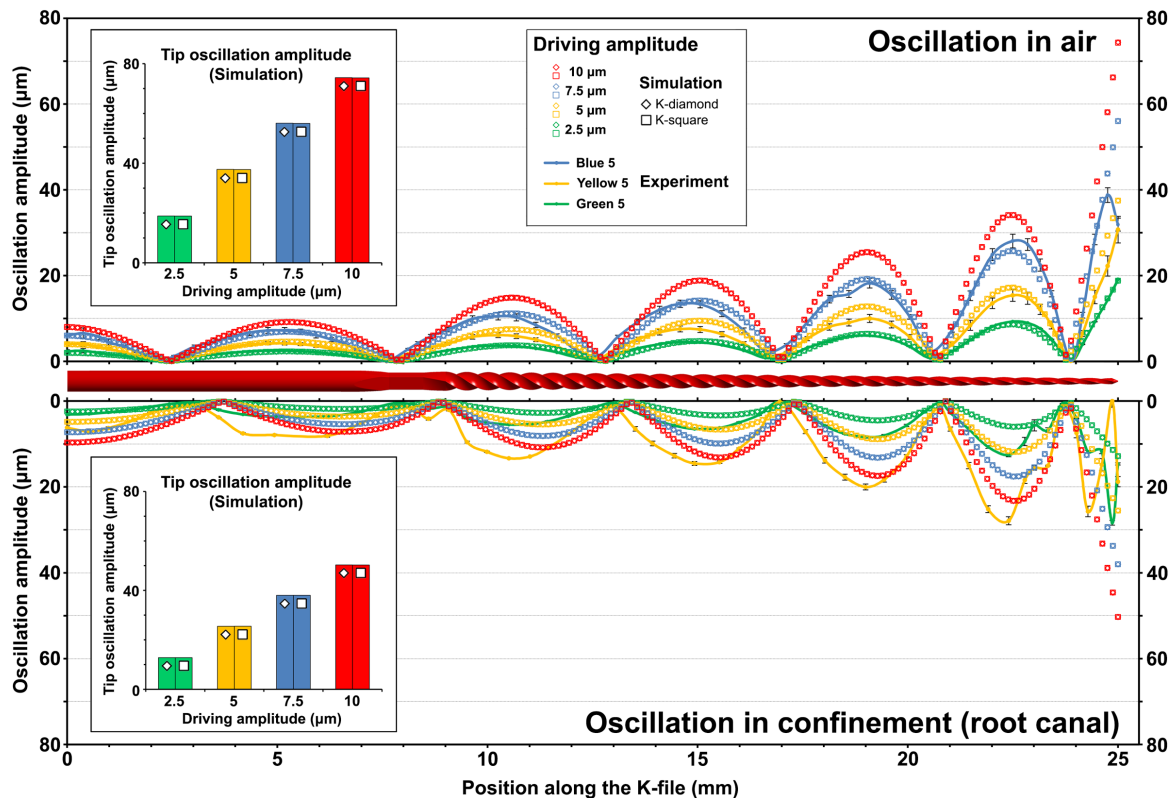 Oscillation in air
Oscillation amplitude (µm)
80
60
40
20
0
80
60
40
20
0
Tip oscillation amplitude
(Simulation)
Tip oscillation amplitude (µm)
80
40
0
2.5 5 7.5 10
Driving amplitude (µm)
Driving amplitude
10 µm
7.5 µm
5 µm
2.5 µm
Simulation
K-diamond
K-square
Blue 5
Yellow 5
Green 5
Experiment
Oscillation amplitude (µm)
0
20
40
60
80
0
20
40
60
80
Tip oscillation amplitude
(Simulation)
Tip oscillation amplitude (µm)
80
40
0
2.5 5 7.5 10
Driving amplitude (µm)
Oscillation in confinement (root canal)
0 5 10 15 20 25
Position along the K-file (mm)